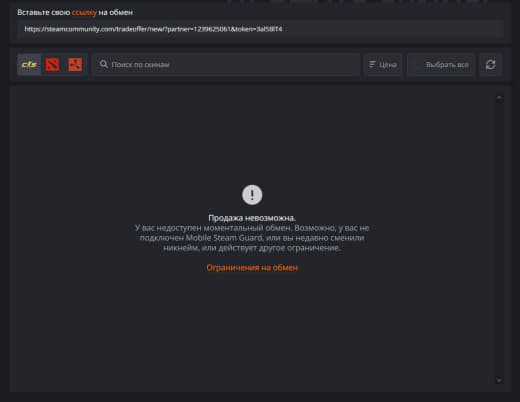 Вставьте свою ссылку на обмен
https://steamcommunity.com/tradeoffer/new/?partner=1239625061&token=3al5BlT4
Поиск по скинам
Цена
Выбрать все
Продажа невозможна.
У вас недоступен моментальный обмен. Возможно, у вас не
подключен Mobile Steam Guard, или вы недавно сменили
никнейм, или действует другое ограничение.
Ограничения на обмен